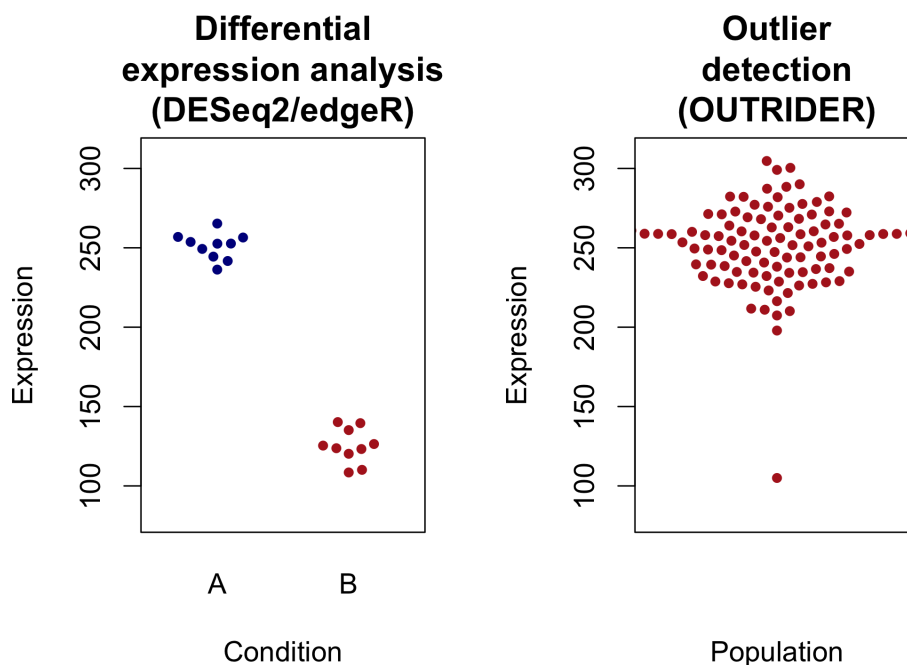 Differential
expression analysis
(DESeq2/edgeR)
300
250
200
150
100
Expression
A
B
Condition
Outlier
detection
(OUTRIDER)
300
250
200
150
100
Expression
Population